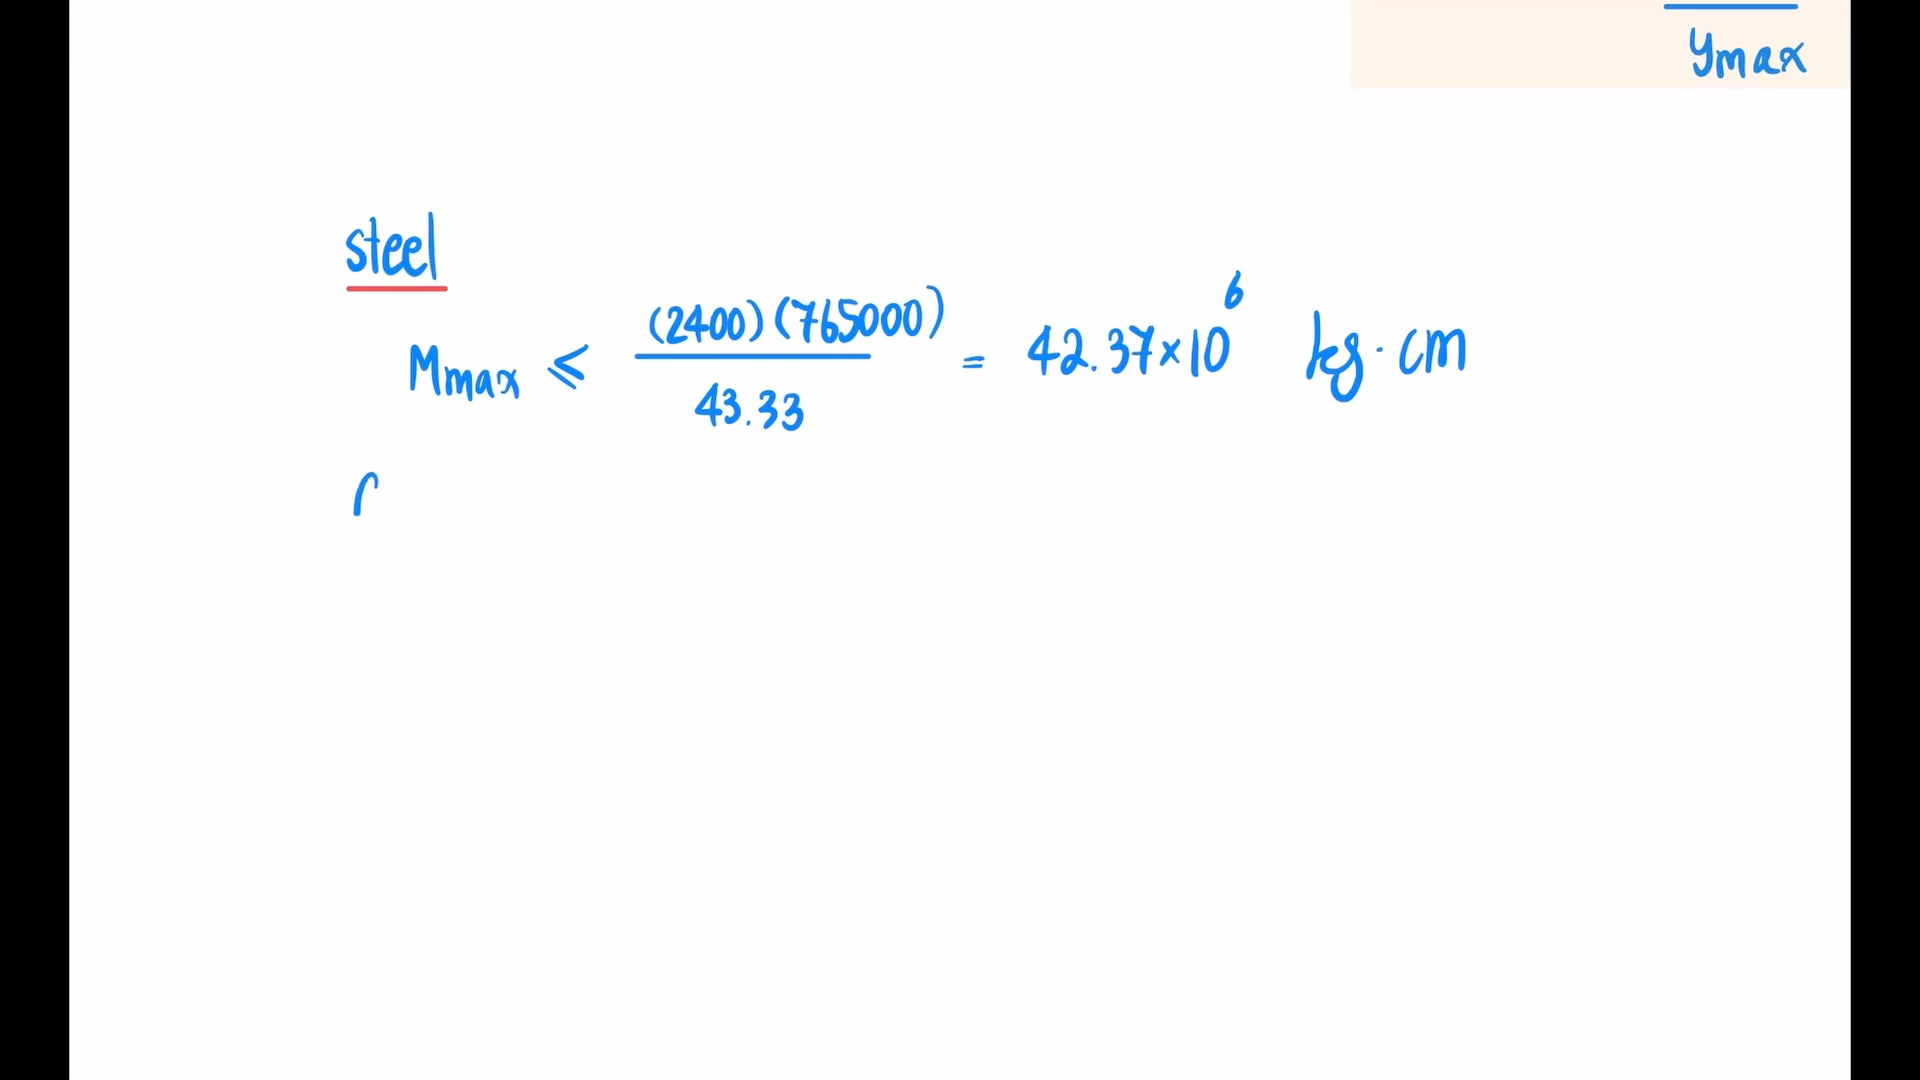 ymax
steel
Mmax ≤ (2400)(765000) / 43.33 = 42.37×10⁶ kg·cm